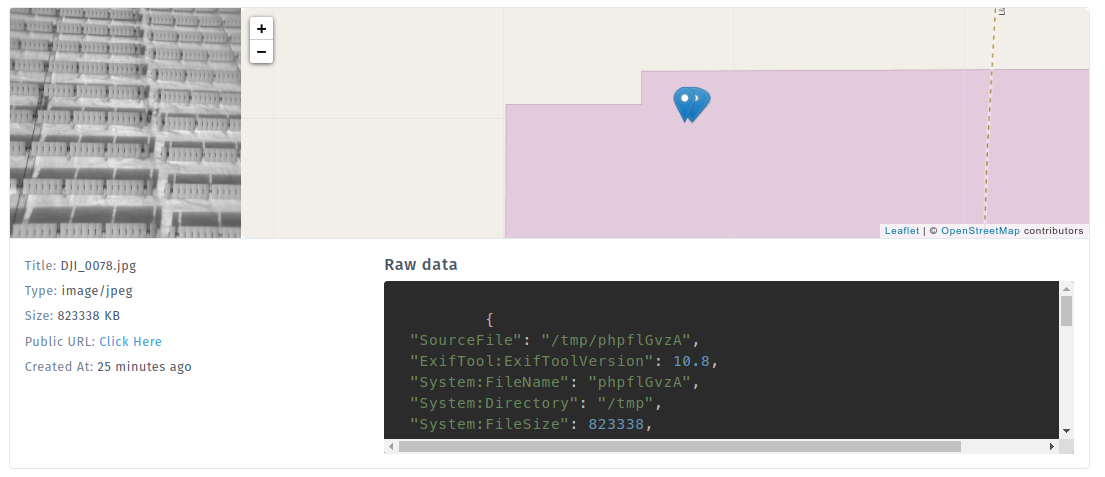 +
−
Leaflet | © OpenStreetMap contributors
Title: DJI_0078.jpg
Type: image/jpeg
Size: 823338 KB
Public URL: Click Here
Created At: 25 minutes ago
Raw data
{
"SourceFile": "/tmp/phpflGvzA",
"ExifTool:ExifToolVersion": 10.8,
"System:FileName": "phpflGvzA",
"System:Directory": "/tmp",
"System:FileSize": 823338,